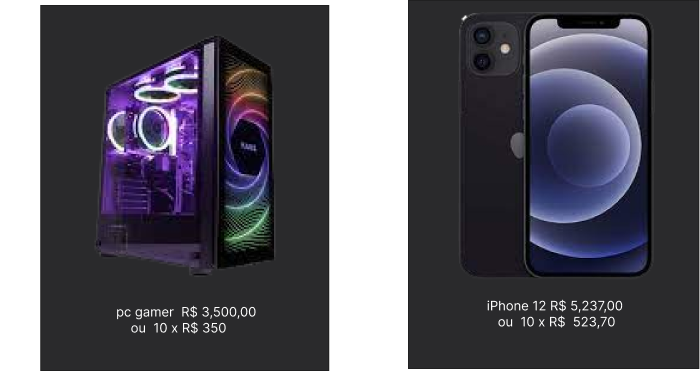 pc gamer R$ 3,500,00
ou 10 x R$ 350
iPhone 12 R$ 5,237,00
ou 10 x R$ 523,70